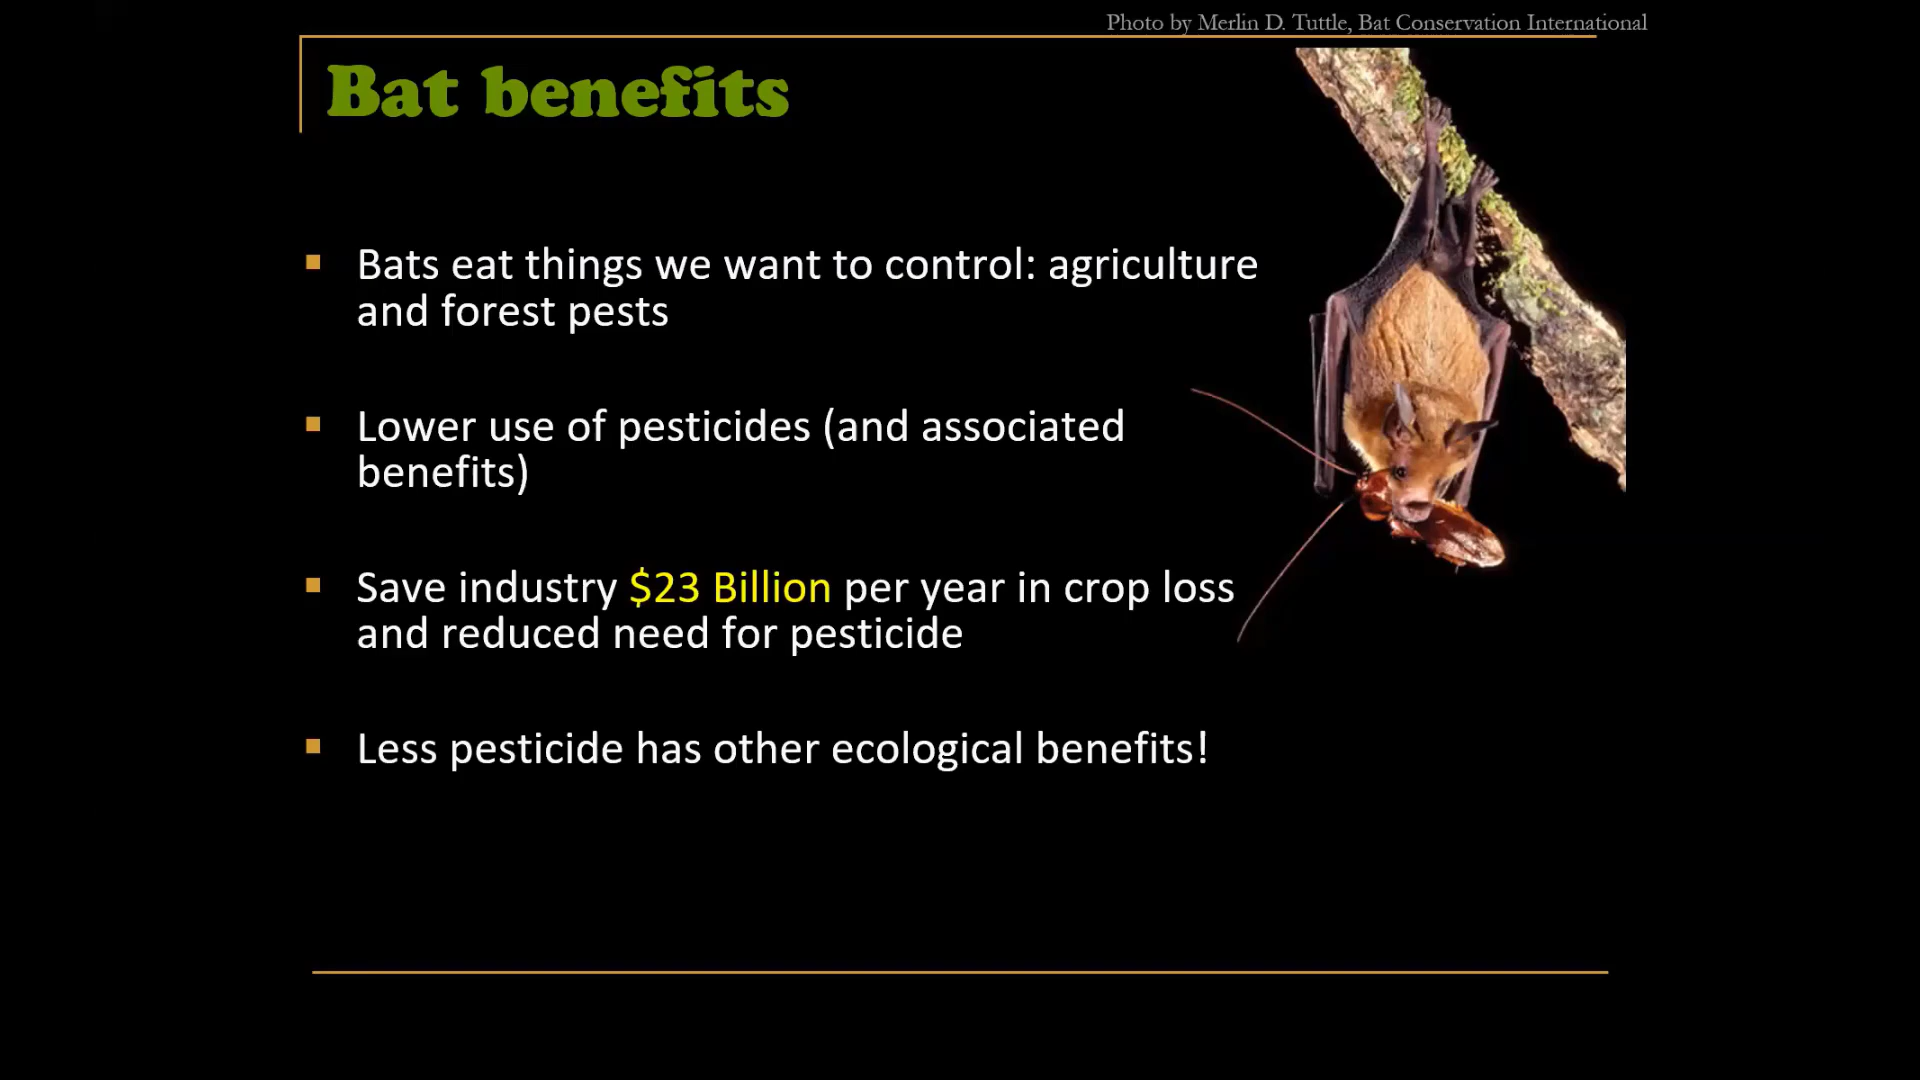 Photo by Merlin D. Tuttle, Bat Conservation International
Bat benefits
Bats eat things we want to control: agriculture
and forest pests
Lower use of pesticides (and associated
benefits)
Save industry $23 Billion per year in crop loss
and reduced need for pesticide
Less pesticide has other ecological benefits!